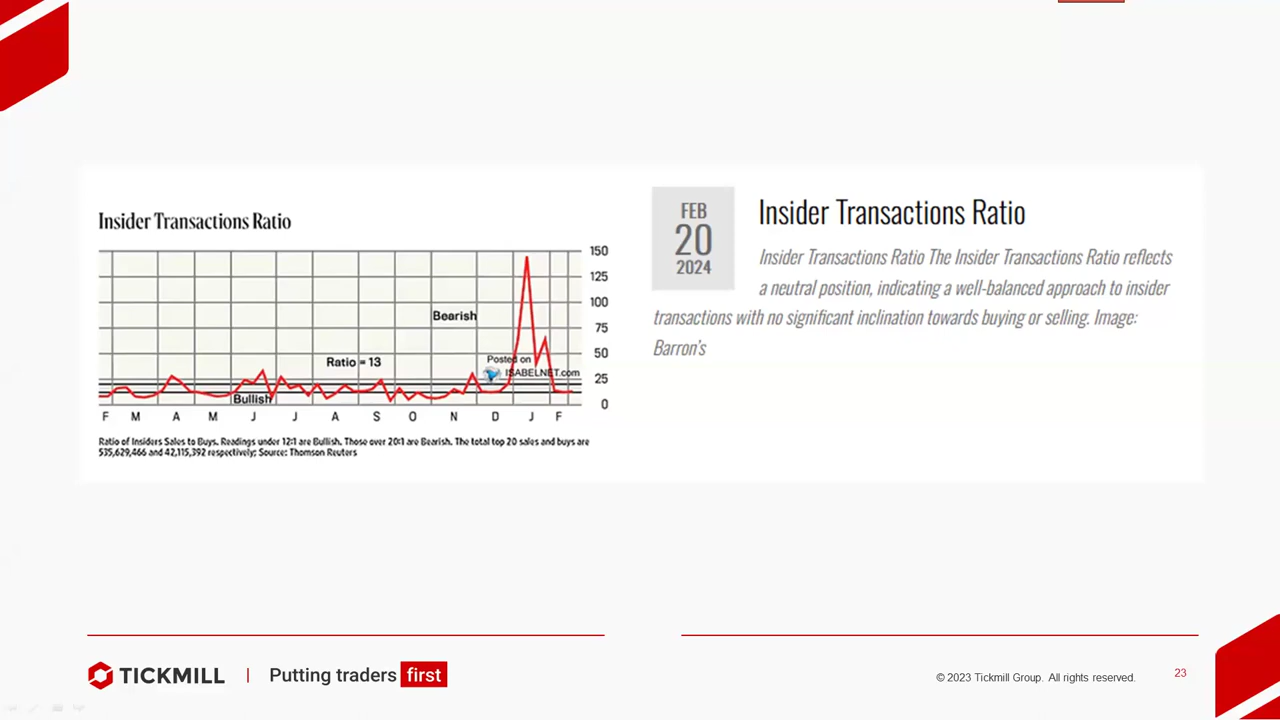 Insider Transactions Ratio
150
125
100
75
50
25
0
Bearish
Ratio = 13
Posted on
ISABELNET.com
Bullish
F M A M J J A S O N D J F
Ratio of Insiders Sales to Buys. Readings under 12:1 are Bullish. Those over 20:1 are Bearish. The total top 20 sales and buys are
535,629,466 and 42,115,392 respectively; Source: Thomson Reuters
FEB
20
2024
Insider Transactions Ratio
Insider Transactions Ratio The Insider Transactions Ratio reflects
a neutral position, indicating a well-balanced approach to insider
transactions with no significant inclination towards buying or selling. Image:
Barron's
TICKMILL | Putting traders first
© 2023 Tickmill Group. All rights reserved.
23